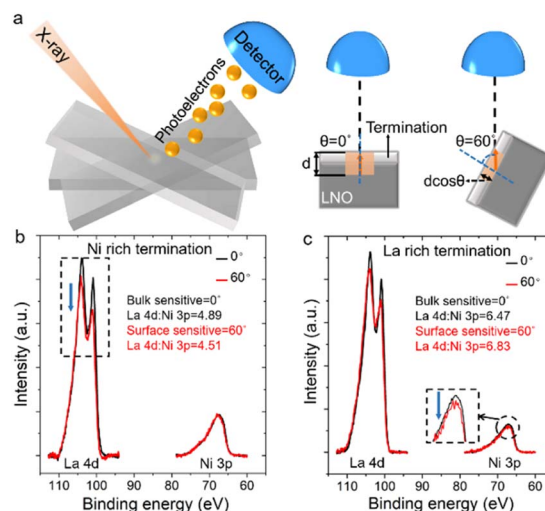 a
X-ray
Photoelectrons
Detector
θ=0°
Termination
d
LNO
θ=60°
dcosθ
b
Ni rich termination
0°
60°
Bulk sensitive=0°
La 4d:Ni 3p=4.89
Surface sensitive=60°
La 4d:Ni 3p=4.51
La 4d
Ni 3p
Intensity (a.u.)
110 100 90 80 70 60
Binding energy (eV)
c
La rich termination
0°
60°
Bulk sensitive=0°
La 4d:Ni 3p=6.47
Surface sensitive=60°
La 4d:Ni 3p=6.83
La 4d
Ni 3p
Intensity (a.u.)
110 100 90 80 70 60
Binding energy (eV)